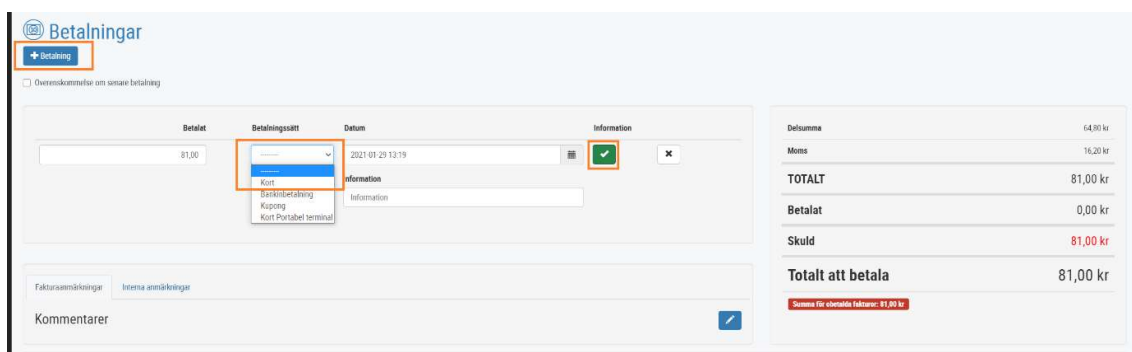 Betalningar
+ Betalning
Överenskommelse om senare betalning
Betalat Betalningssätt Datum Information
81,00 -------- 2021-01-29 13:19
--------
Kort
Bankinbetalning
Kupong
Kort Portabel terminal
Information
Information
Delsumma 64,80 kr
Moms 16,20 kr
TOTALT 81,00 kr
Betalat 0,00 kr
Skuld 81,00 kr
Totalt att betala 81,00 kr
Summa för obetalda fakturor: 81,00 kr
Fakturaanmärkningar Interna anmärkningar
Kommentarer